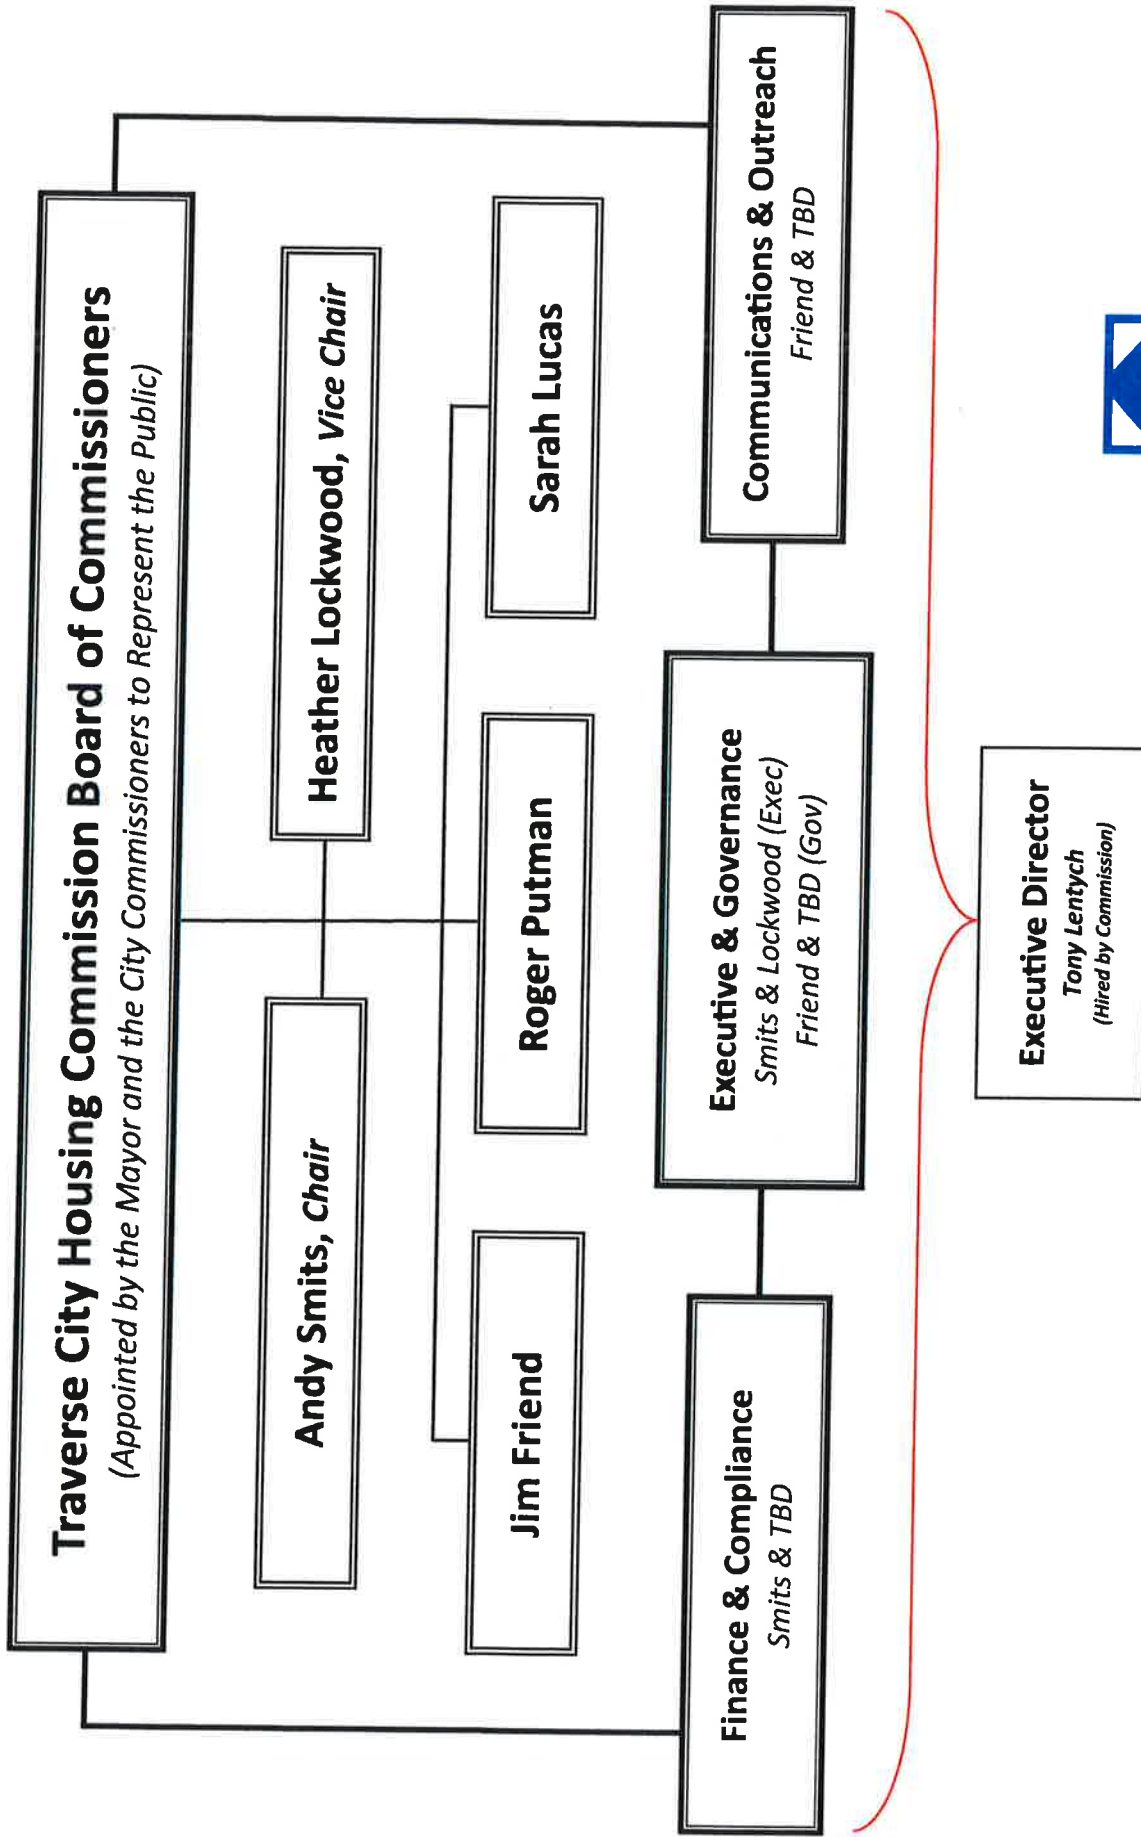 Traverse City Housing Commission Board of Commissioners
(Appointed by the Mayor and the City Commissioners to Represent the Public)
Andy Smits, Chair
Heather Lockwood, Vice Chair
Jim Friend
Roger Putman
Sarah Lucas
Finance & Compliance
Smits & TBD
Executive & Governance
Smits & Lockwood (Exec)
Friend & TBD (Gov)
Communications & Outreach
Friend & TBD
Executive Director
Tony Lentych
(Hired by Commission)